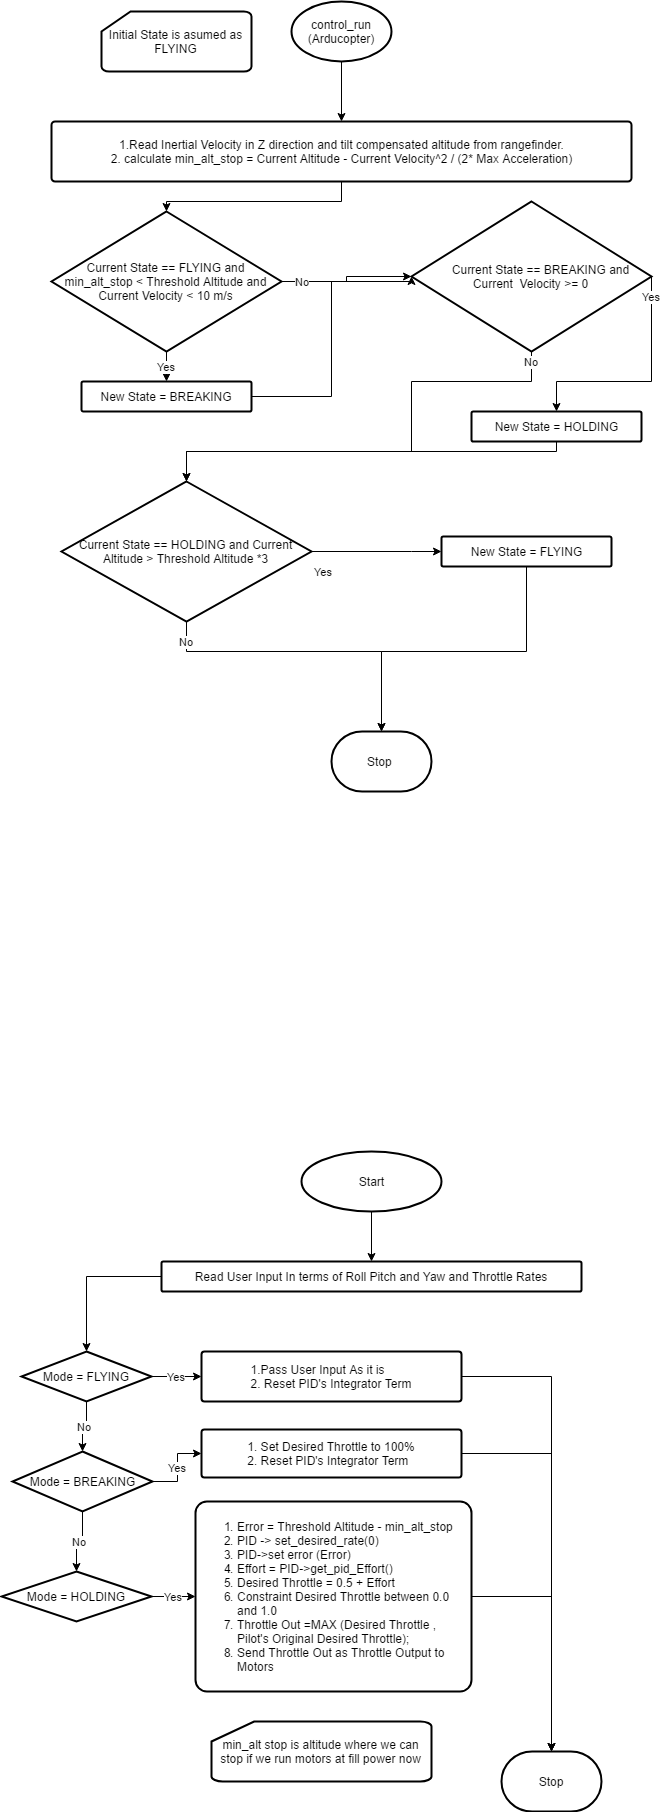 Initial State is asumed as
FLYING
control_run
(Arducopter)
1.Read Inertial Velocity in Z direction and tilt compensated altitude from rangefinder.
2. calculate min_alt_stop = Current Altitude - Current Velocity^2 / (2* Max Acceleration)
Current State == FLYING and
min_alt_stop < Threshold Altitude and
Current Velocity < 10 m/s
No
Current State == BREAKING and
Current  Velocity >= 0
Yes
No
Yes
New State = BREAKING
New State = HOLDING
Current State == HOLDING and Current
Altitude > Threshold Altitude *3
Yes
New State = FLYING
No
Stop
Start
Read User Input In terms of Roll Pitch and Yaw and Throttle Rates
Mode = FLYING
Yes
1.Pass User Input As it is
2. Reset PID's Integrator Term
No
Mode = BREAKING
Yes
1. Set Desired Throttle to 100%
2. Reset PID's Integrator Term
No
Mode = HOLDING
Yes
1. Error = Threshold Altitude - min_alt_stop
2. PID -> set_desired_rate(0)
3. PID->set error (Error)
4. Effort = PID->get_pid_Effort()
5. Desired Throttle = 0.5 + Effort
6. Constraint Desired Throttle between 0.0
and 1.0
7. Throttle Out =MAX (Desired Throttle ,
Pilot's Original Desired Throttle);
8. Send Throttle Out as Throttle Output to
Motors
min_alt stop is altitude where we can
stop if we run motors at fill power now
Stop